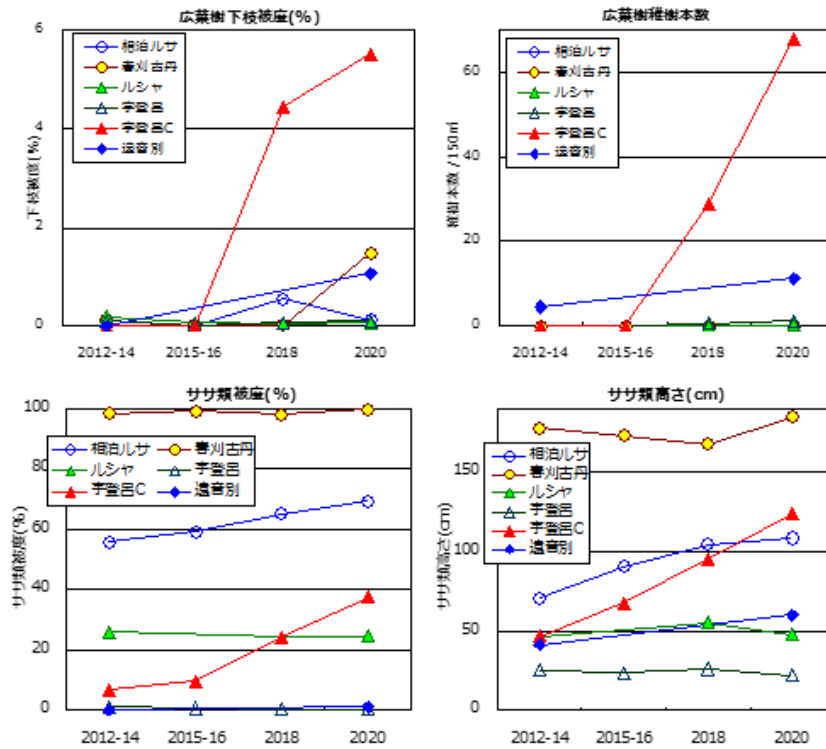 広葉樹下枝被度(%)
下枝被度(%)
6
4
2
0
相泊ルサ
春刈古丹
ルシャ
宇登呂
宇登呂C
遠音別
2012-14 2015-16 2018 2020
広葉樹稚樹本数
稚樹本数/150㎡
60
40
20
0
相泊ルサ
春刈古丹
ルシャ
宇登呂
宇登呂C
遠音別
2012-14 2015-16 2018 2020
ササ類被度(%)
ササ類被度(%)
100
80
60
40
20
0
相泊ルサ 春刈古丹
ルシャ 宇登呂
宇登呂C 遠音別
2012-14 2015-16 2018 2020
ササ類高さ(cm)
ササ類高さ(cm)
150
100
50
0
相泊ルサ
春刈古丹
ルシャ
宇登呂
宇登呂C
遠音別
2012-14 2015-16 2018 2020